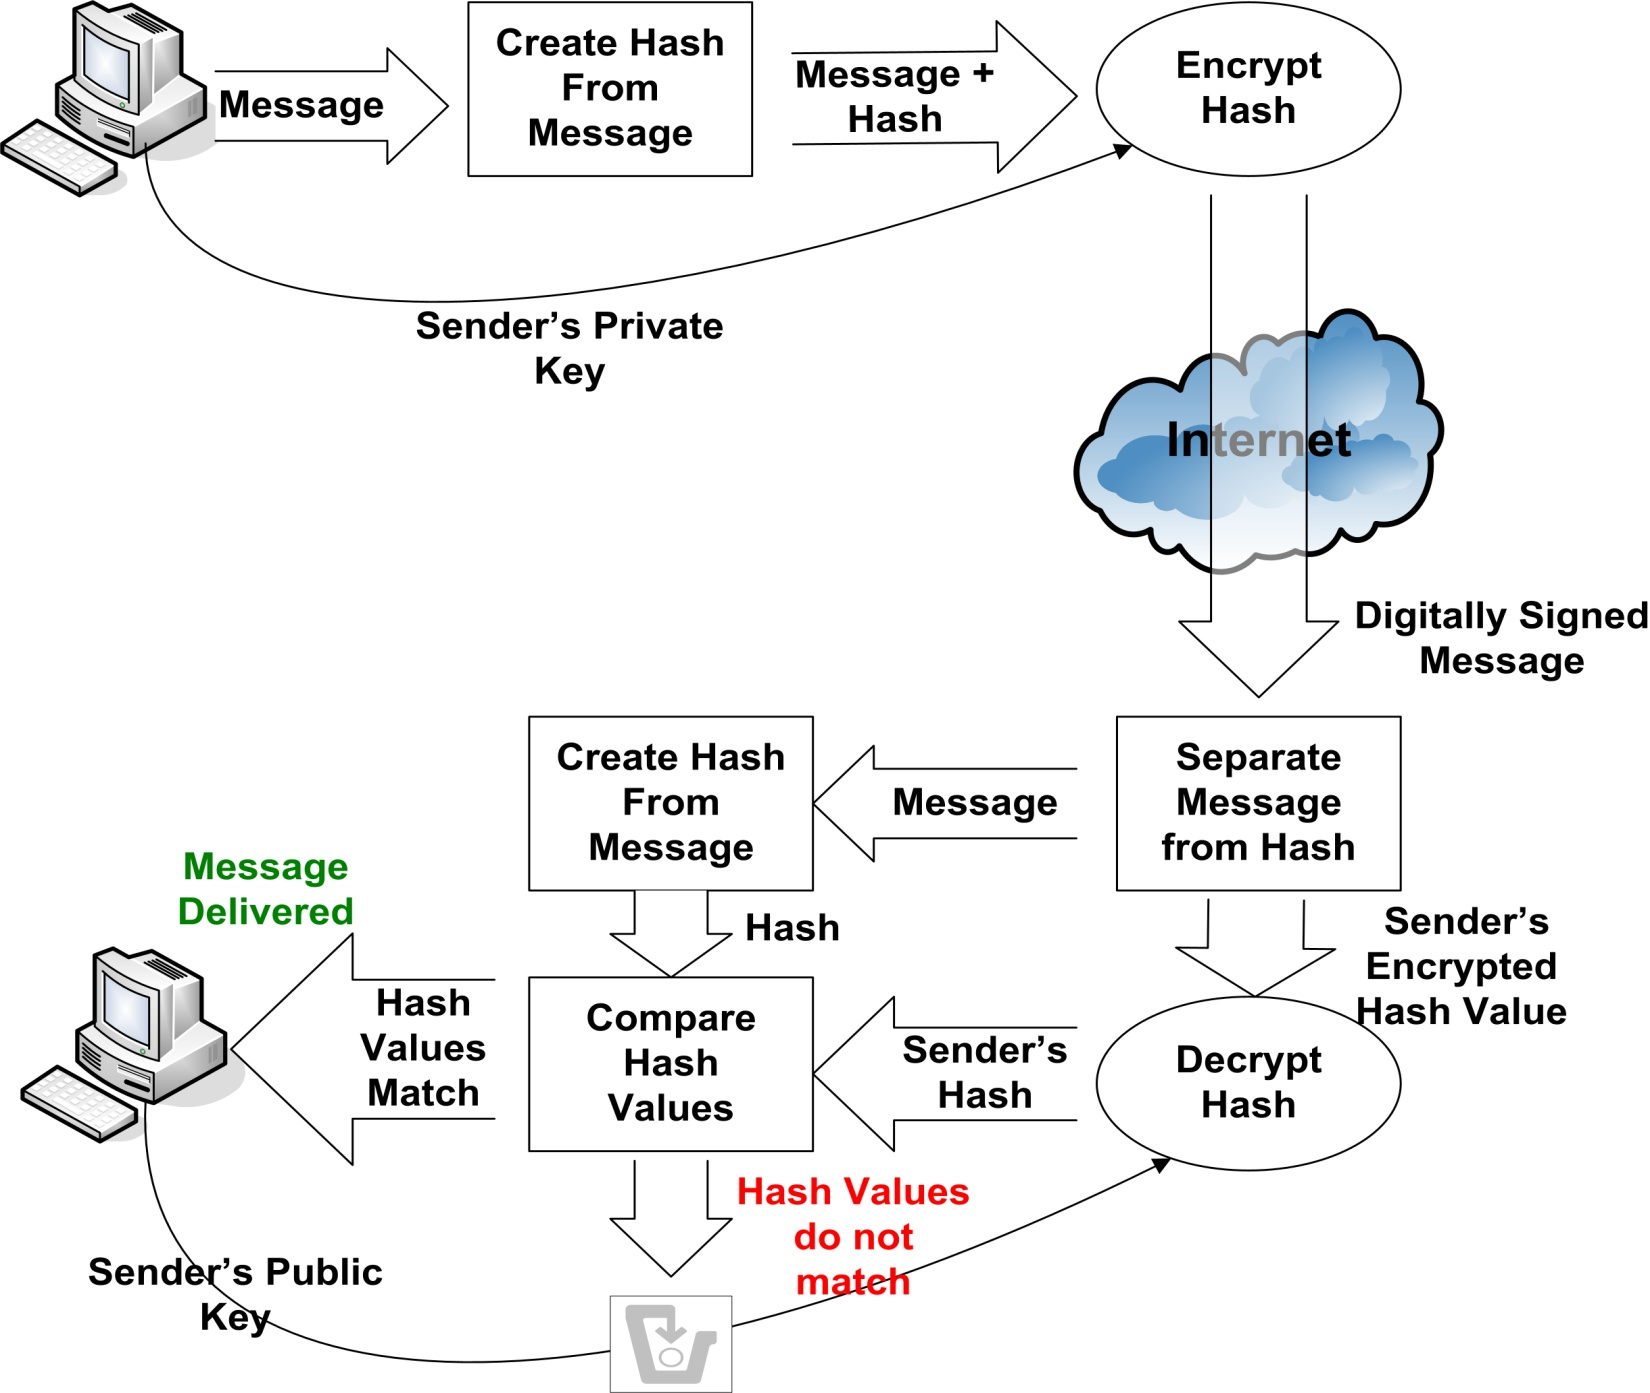 Message
Create Hash
From
Message
Message +
Hash
Encrypt
Hash
Sender’s Private
Key
Internet
Digitally Signed
Message
Separate
Message
from Hash
Message
Create Hash
From
Message
Hash
Sender’s
Encrypted
Hash Value
Decrypt
Hash
Sender’s
Hash
Compare
Hash
Values
Hash
Values
Match
Message
Delivered
Hash Values
do not
match
Sender’s Public
Key